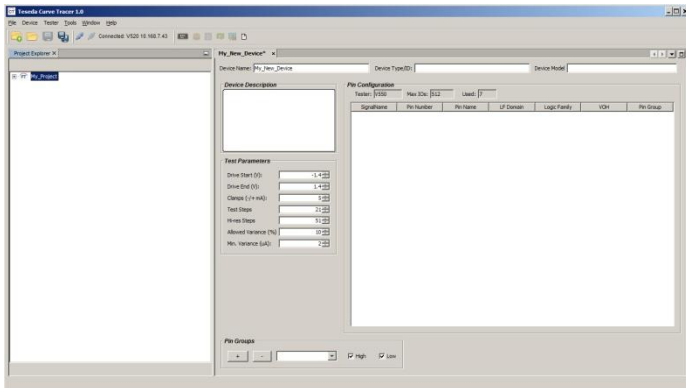 Teseda Curve Tracer 1.0
File Device Tester Tools Window Help
Connected: V520 10.168.7.43
Project Explorer X
My_Project
My_New_Device* x
Device Name: My_New_Device Device Type/ID: Device Model
Device Description
Pin Configuration
Tester: V550 Max IOs: 512 Used: 7
SignalName Pin Number Pin Name LF Domain Logic Family VOH Pin Group
Test Parameters
Drive Start (V): -1.4
Drive End (V): 1.4
Clamps (-/+ mA): 5
Test Steps 21
Hi-res Steps 51
Allowed Variance (%) 10
Min. Variance (uA): 2
Pin Groups
+ - High Low